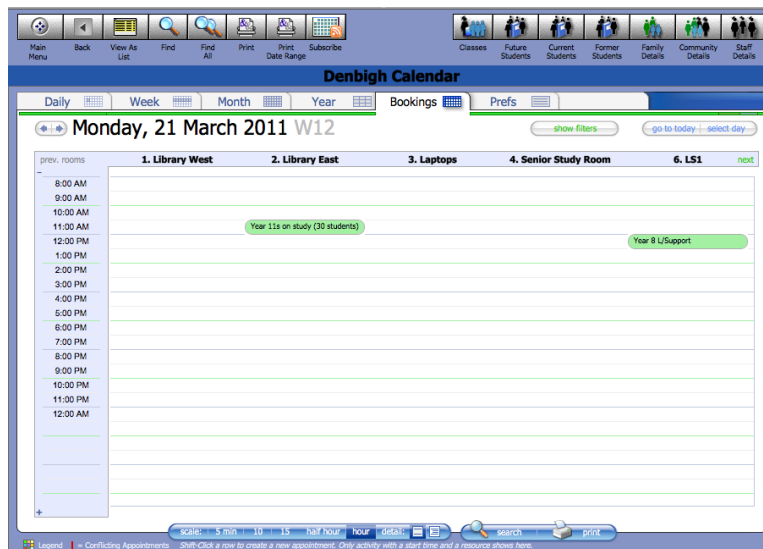 Main Menu
Back
View As List
Find
Find All
Print
Print Date Range
Subscribe
Classes
Future Students
Current Students
Former Students
Family Details
Community Details
Staff Details
Denbigh Calendar
Daily
Week
Month
Year
Bookings
Prefs
Monday, 21 March 2011 W12
show filters
go to today
select day
prev. rooms
1. Library West
2. Library East
3. Laptops
4. Senior Study Room
6. LS1
next
8:00 AM
9:00 AM
10:00 AM
11:00 AM
Year 11s on study (30 students)
12:00 PM
Year 8 L/Support
1:00 PM
2:00 PM
3:00 PM
4:00 PM
5:00 PM
6:00 PM
7:00 PM
8:00 PM
9:00 PM
10:00 PM
11:00 PM
12:00 AM
scale: 5 min 10 15 half hour hour detail:
search
print
Legend = Conflicting Appointments Shift-Click a row to create a new appointment. Only activity with a start time and a resource shows here.